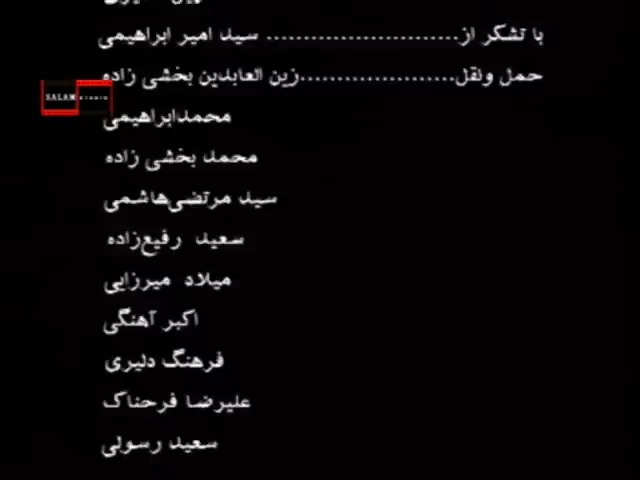 با تشکر از.......................... سید امیر ابراهیمی
حمل ونقل.....................زین العابدین بخشی زاده
SALAM STUDIO
محمدابراهیمی
محمد بخشی زاده
سید مرتضی‌هاشمی
سعید رفیع‌زاده
میلاد میرزایی
اکبر آهنگی
فرهنگ دلیری
علیرضا فرحناک
سعید رسولی